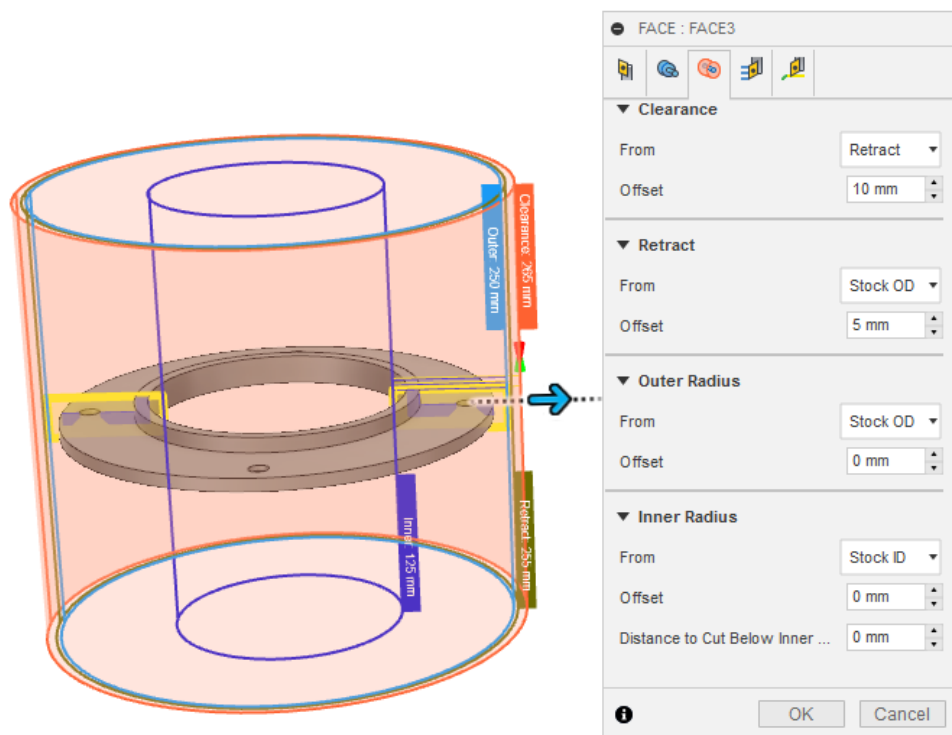 FACE : FACE3
Clearance
From Retract
Offset 10 mm
Retract
From Stock OD
Offset 5 mm
Outer Radius
From Stock OD
Offset 0 mm
Inner Radius
From Stock ID
Offset 0 mm
Distance to Cut Below Inner ... 0 mm
OK Cancel
Outer: 250 mm
Clearance: 265 mm
Inner: 125 mm
Retract: 255 mm